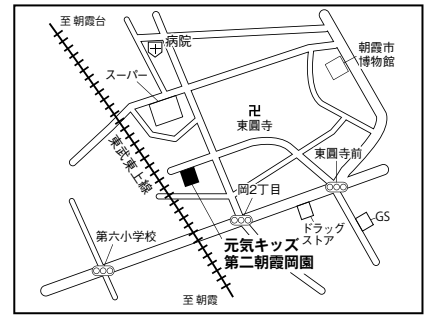 至 朝霞台
病院
朝霞市
博物館
スーパー
東圓寺
東武東上線
東圓寺前
岡2丁目
ドラッグ
ストア
GS
第六小学校
元気キッズ
第二朝霞岡園
至 朝霞